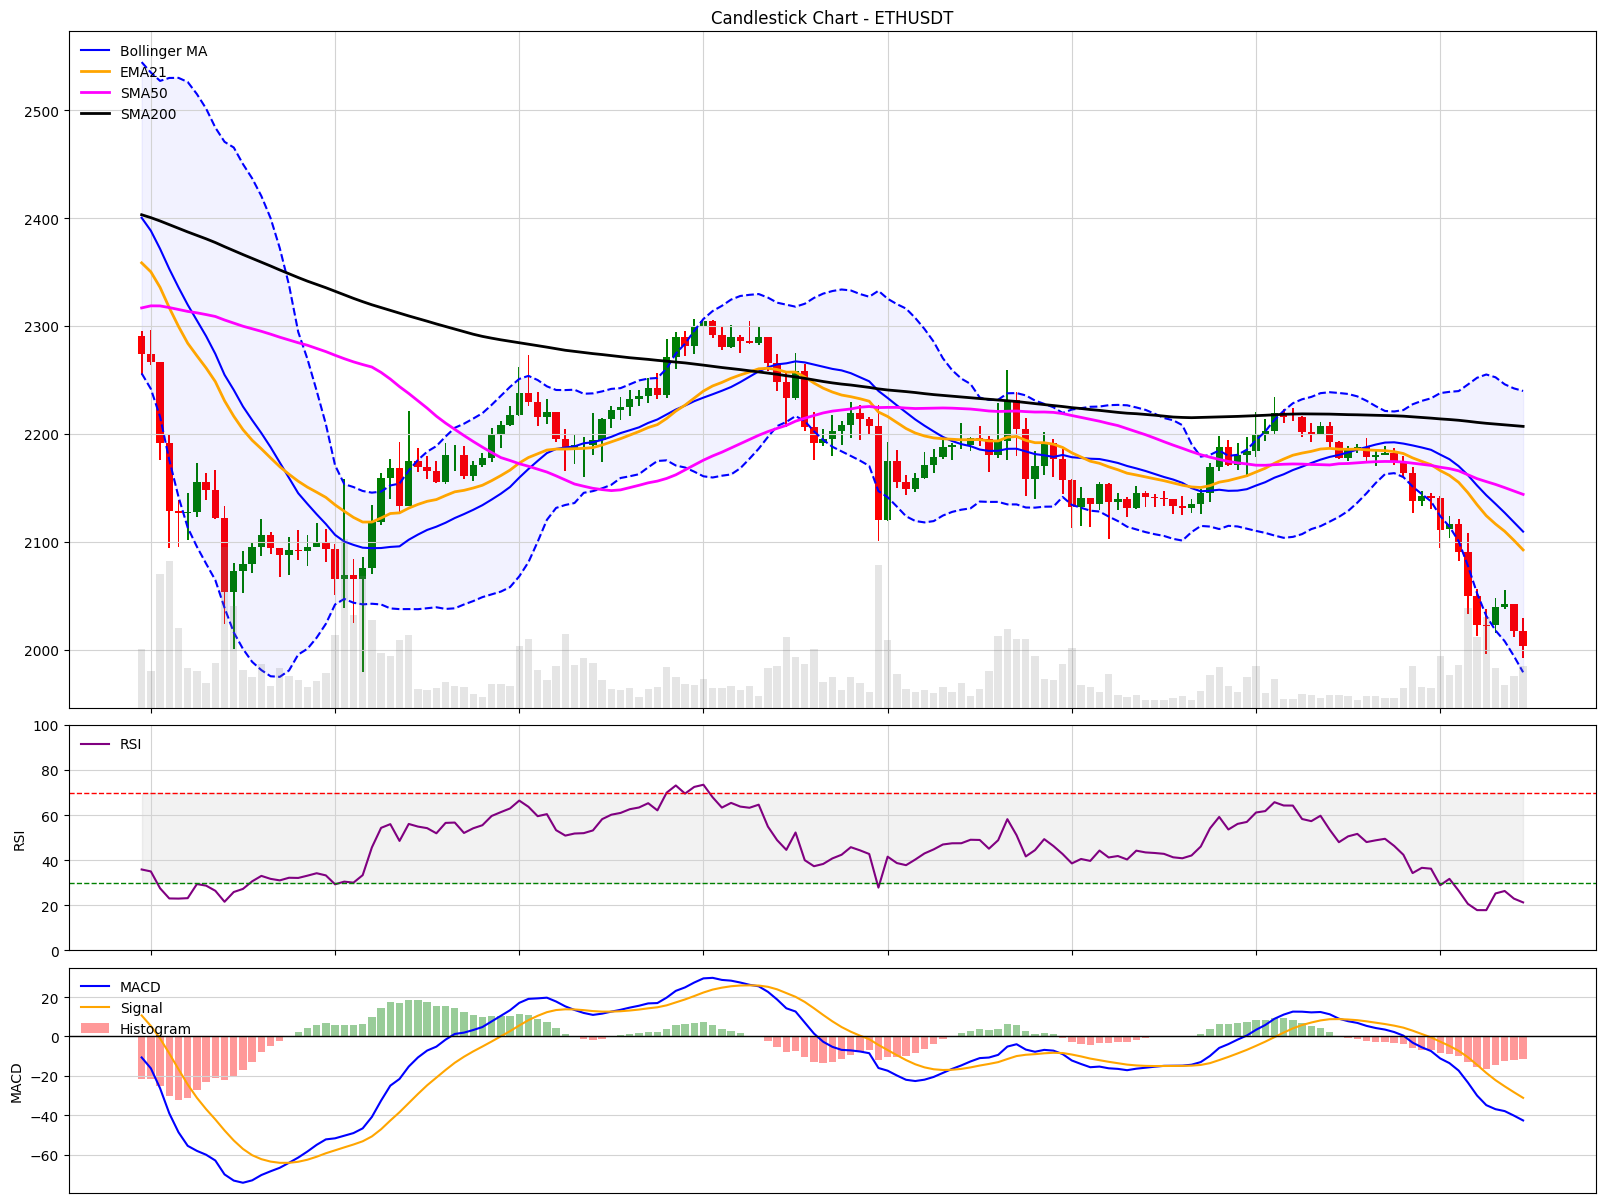 Candlestick Chart - ETHUSDT
Bollinger MA
EMA21
SMA50
SMA200
2500
2400
2300
2200
2100
2000
RSI
100
80
60
40
20
0
RSI
MACD
Signal
Histogram
20
0
−20
−40
−60
MACD